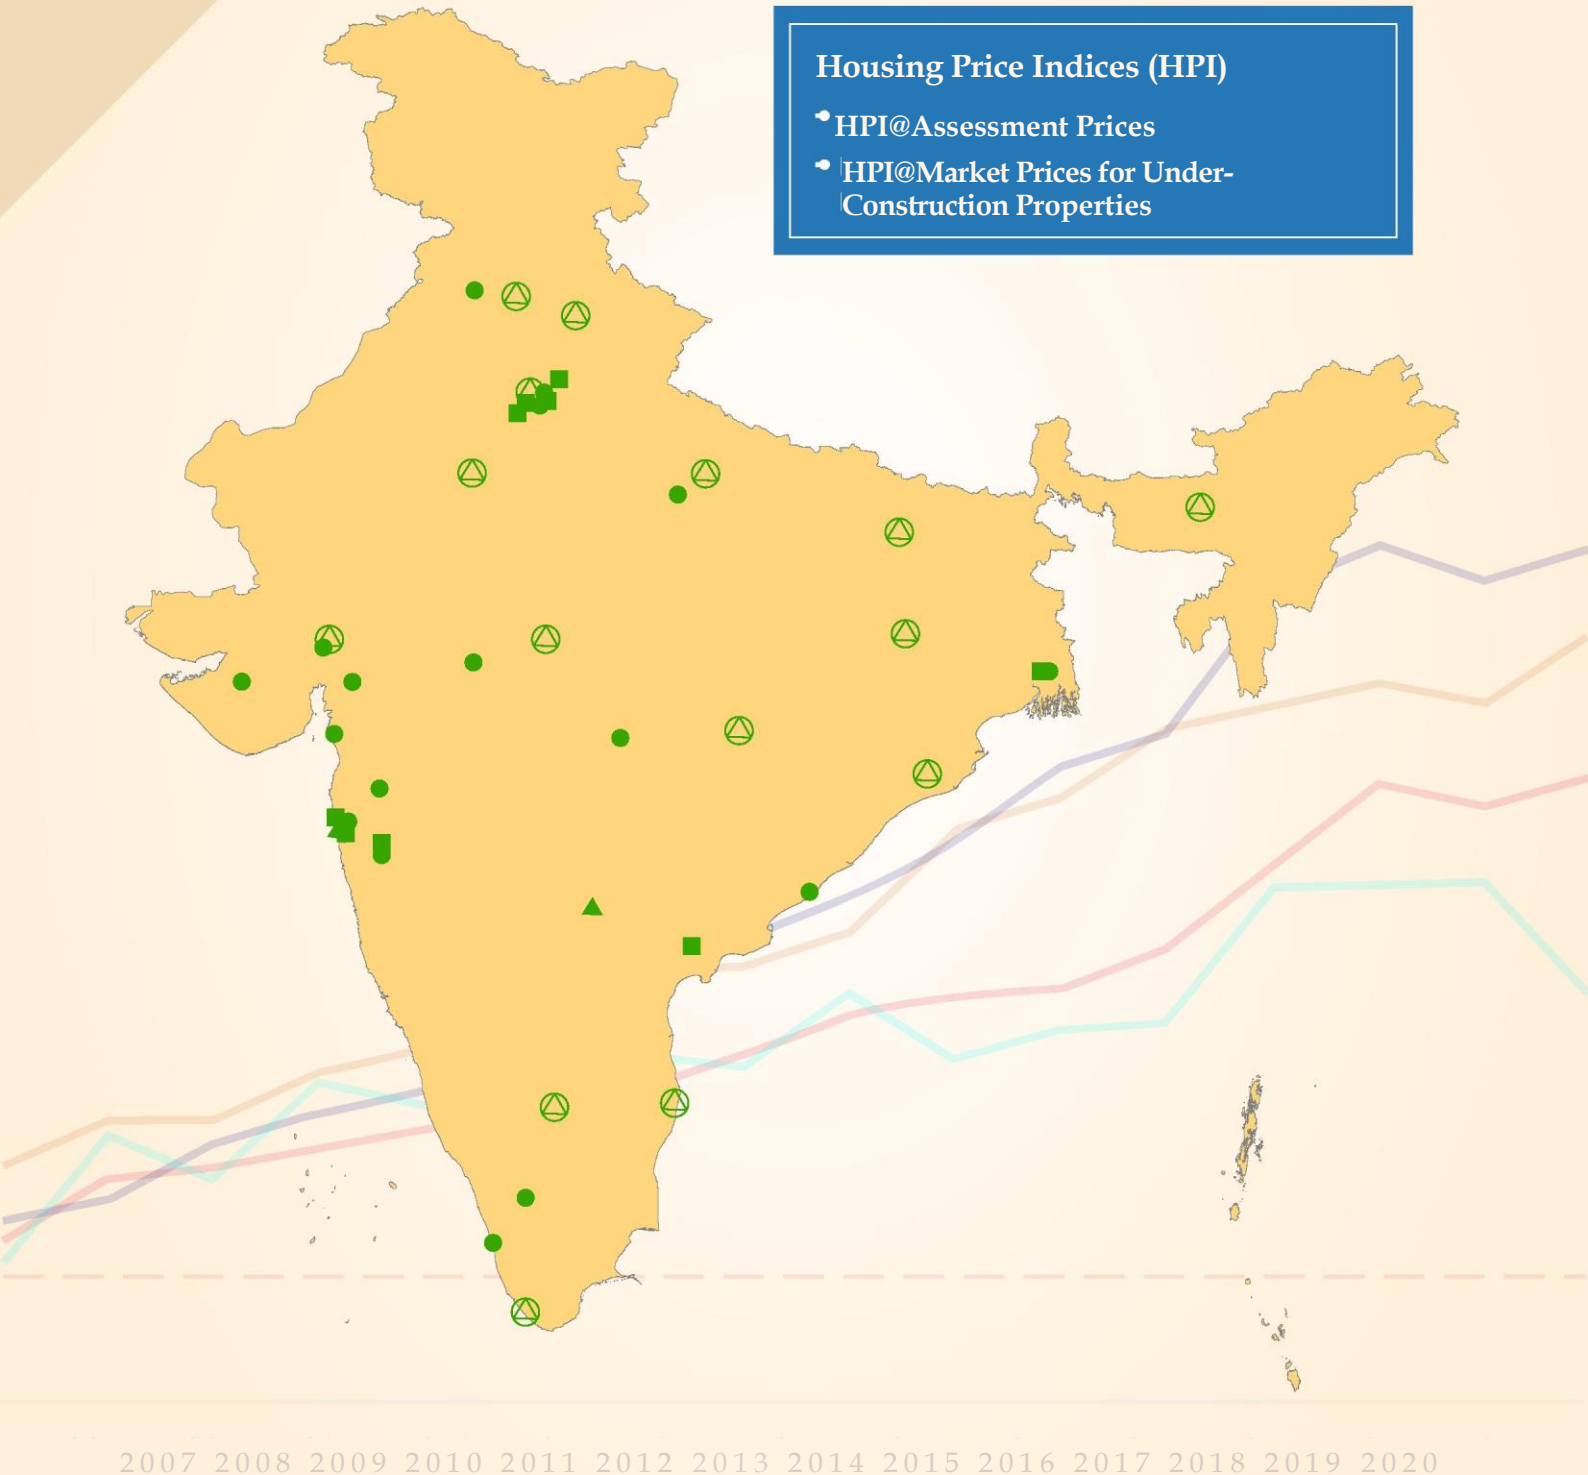 Housing Price Indices (HPI)
HPI@Assessment Prices
HPI@Market Prices for Under-
Construction Properties
2007 2008 2009 2010 2011 2012 2013 2014 2015 2016 2017 2018 2019 2020